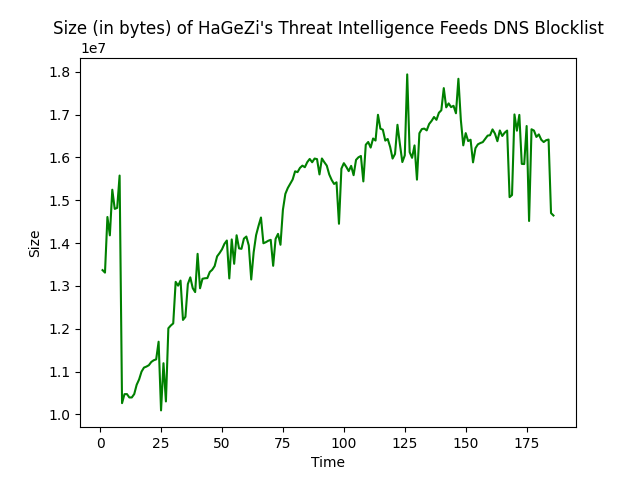 Size (in bytes) of HaGeZi's Threat Intelligence Feeds DNS Blocklist
1e7
1.8
1.7
1.6
1.5
1.4
1.3
1.2
1.1
1.0
Size
0 25 50 75 100 125 150 175
Time